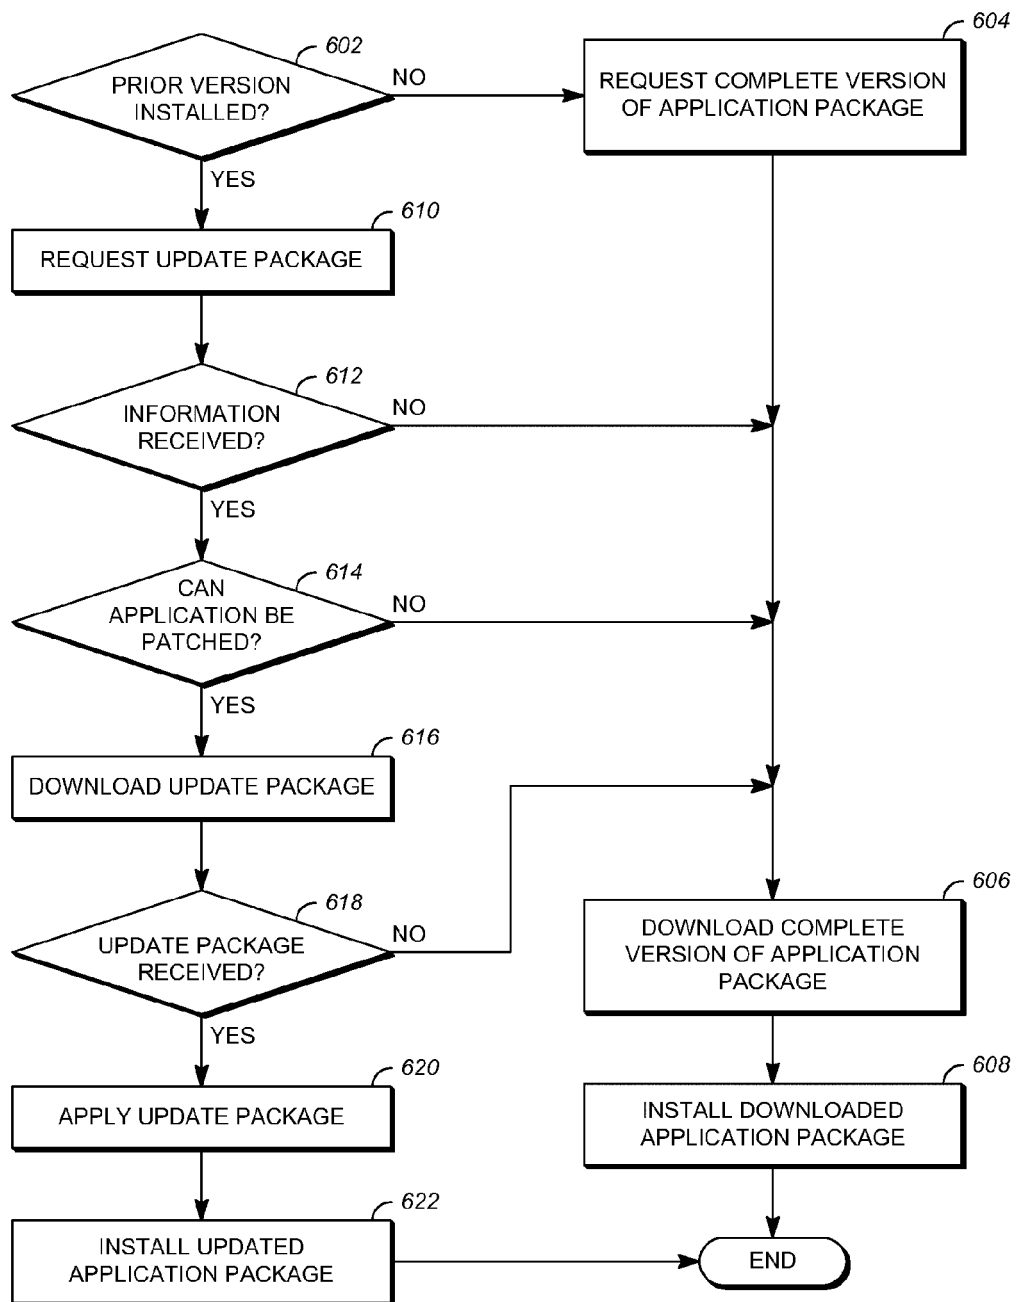 602
PRIOR VERSION
INSTALLED?
NO
604
REQUEST COMPLETE VERSION
OF APPLICATION PACKAGE
YES
610
REQUEST UPDATE PACKAGE
612
INFORMATION
RECEIVED?
NO
YES
614
CAN
APPLICATION BE
PATCHED?
NO
YES
616
DOWNLOAD UPDATE PACKAGE
618
UPDATE PACKAGE
RECEIVED?
NO
YES
606
DOWNLOAD COMPLETE
VERSION OF APPLICATION
PACKAGE
620
APPLY UPDATE PACKAGE
608
INSTALL DOWNLOADED
APPLICATION PACKAGE
622
INSTALL UPDATED
APPLICATION PACKAGE
END